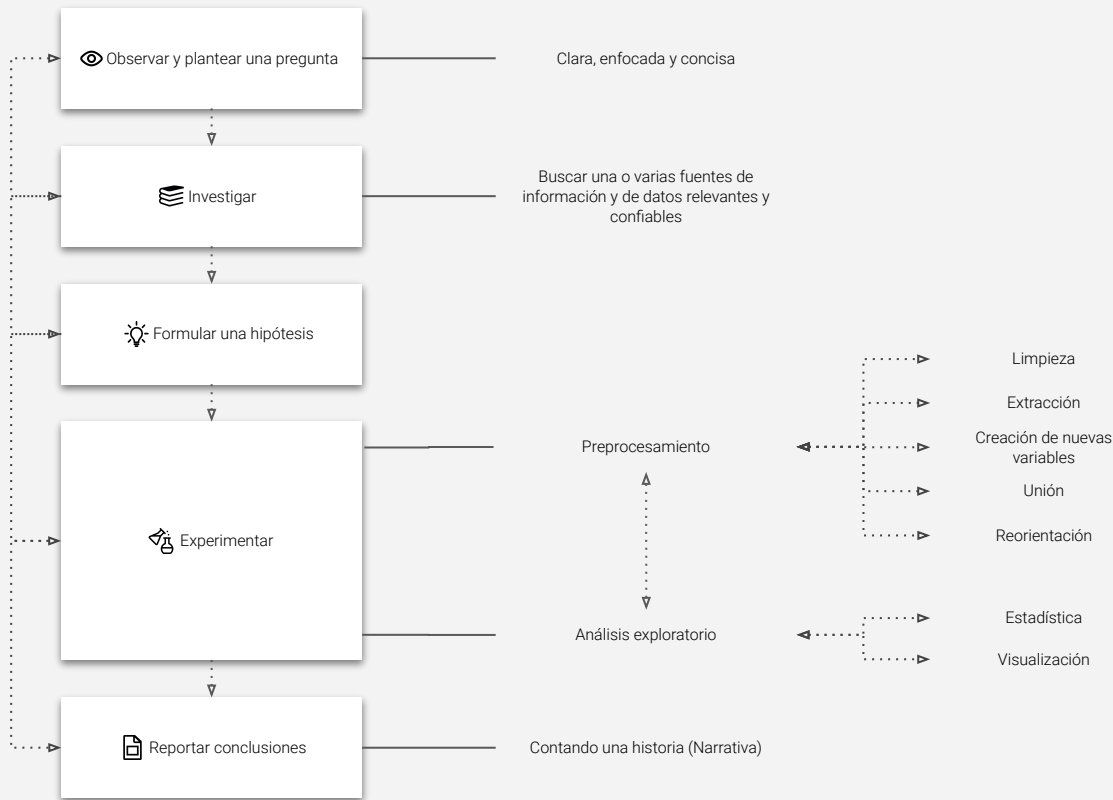 Observar y plantear una pregunta
Clara, enfocada y concisa
Investigar
Buscar una o varias fuentes de
información y de datos relevantes y
confiables
Formular una hipótesis
Experimentar
Preprocesamiento
Limpieza
Extracción
Creación de nuevas
variables
Unión
Reorientación
Análisis exploratorio
Estadística
Visualización
Reportar conclusiones
Contando una historia (Narrativa)